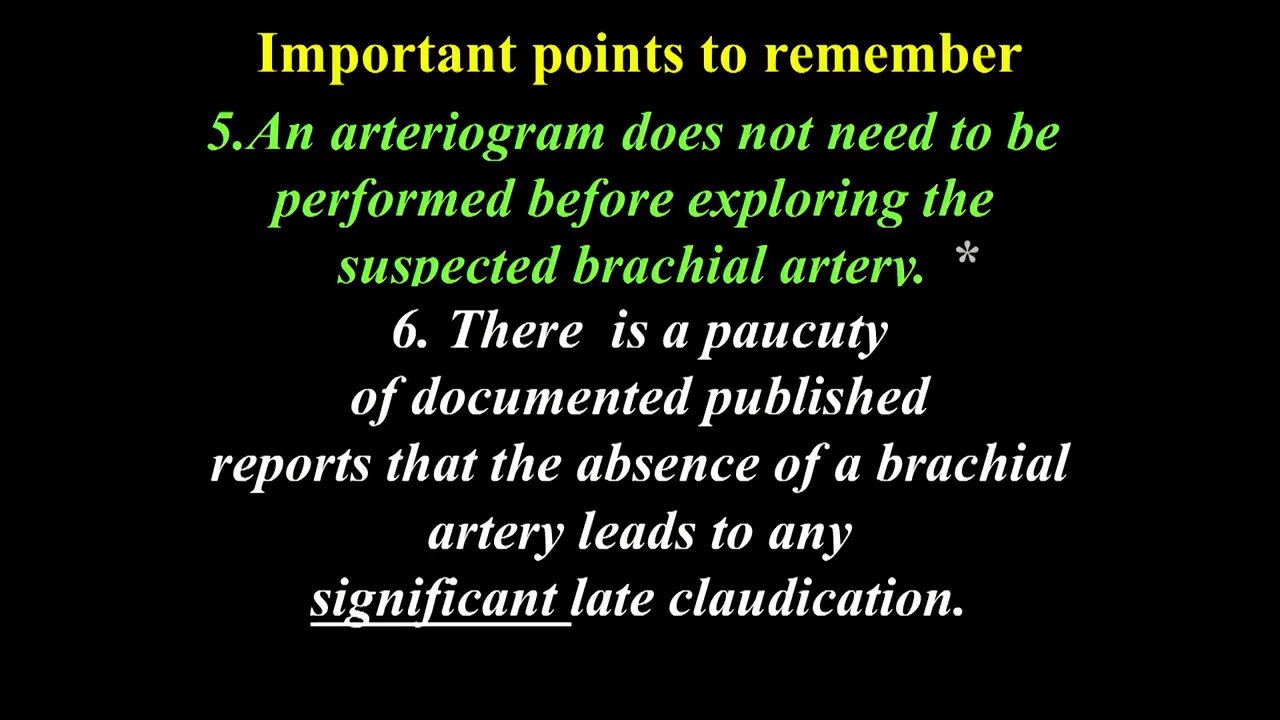 Important points to remember
5.An arteriogram does not need to be
performed before exploring the
suspected brachial artery. *
6. There is a paucuty
of documented published
reports that the absence of a brachial
artery leads to any
significant late claudication.